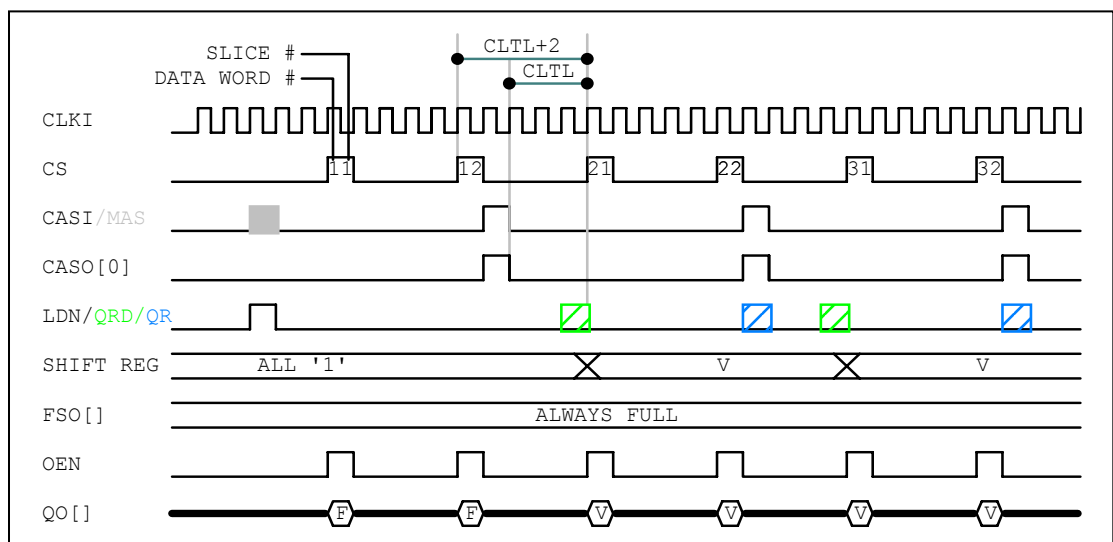 CLTL+2
SLICE #
CLTL
DATA WORD #
CLKI
CS 11 12 21 22 31 32
CASI/MAS
CASO[0]
LDN/QRD/QR
SHIFT REG ALL '1' V V
FSO[] ALWAYS FULL
OEN
QO[] F F V V V V